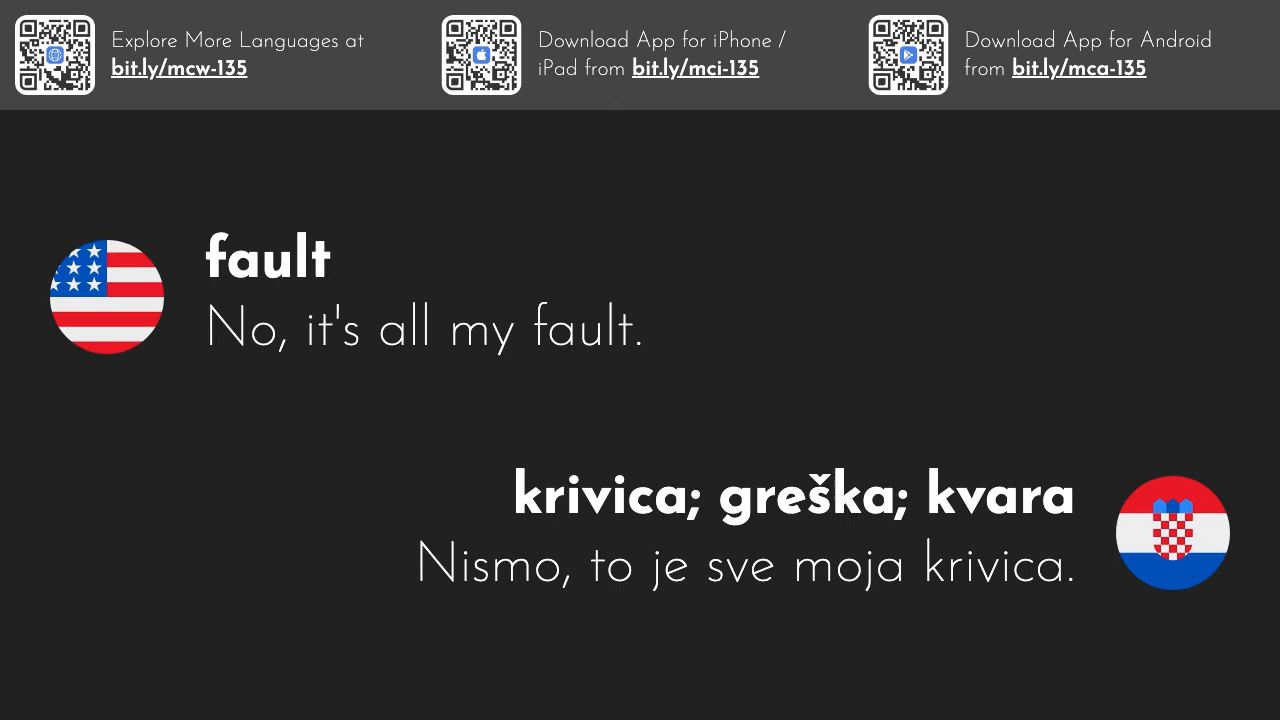 Explore More Languages at
bit.ly/mcw-135
Download App for iPhone /
iPad from bit.ly/mci-135
Download App for Android
from bit.ly/mca-135
fault
No, it's all my fault.
krivica; greška; kvara
Nismo, to je sve moja krivica.